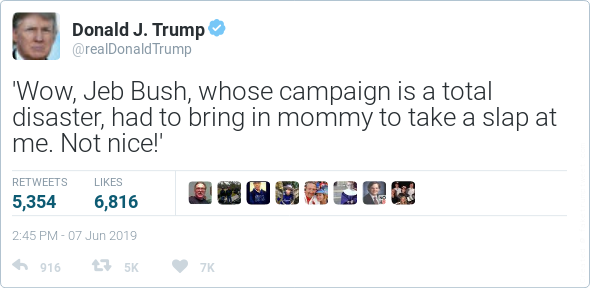 Donald J. Trump
@realDonaldTrump
'Wow, Jeb Bush, whose campaign is a total
disaster, had to bring in mommy to take a slap at
me. Not nice!'
RETWEETS LIKES
5,354 6,816
2:45 PM - 07 Jun 2019
916 5K 7K